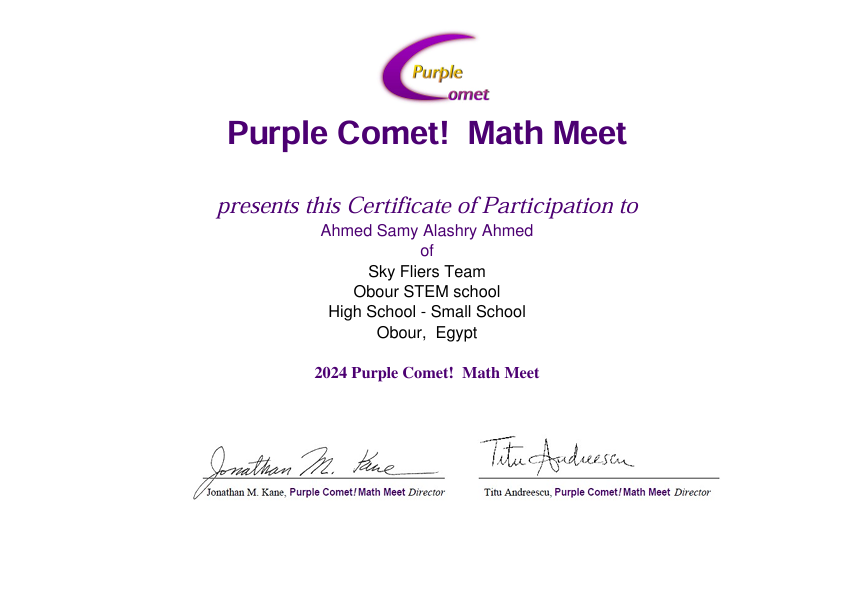 Purple
Comet
Purple Comet!  Math Meet
presents this Certificate of Participation to
Ahmed Samy Alashry Ahmed
of
Sky Fliers Team
Obour STEM school
High School - Small School
Obour,  Egypt
2024 Purple Comet!  Math Meet
Jonathan M. Kane
Titu Andreescu
Jonathan M. Kane, Purple Comet! Math Meet Director
Titu Andreescu, Purple Comet! Math Meet Director